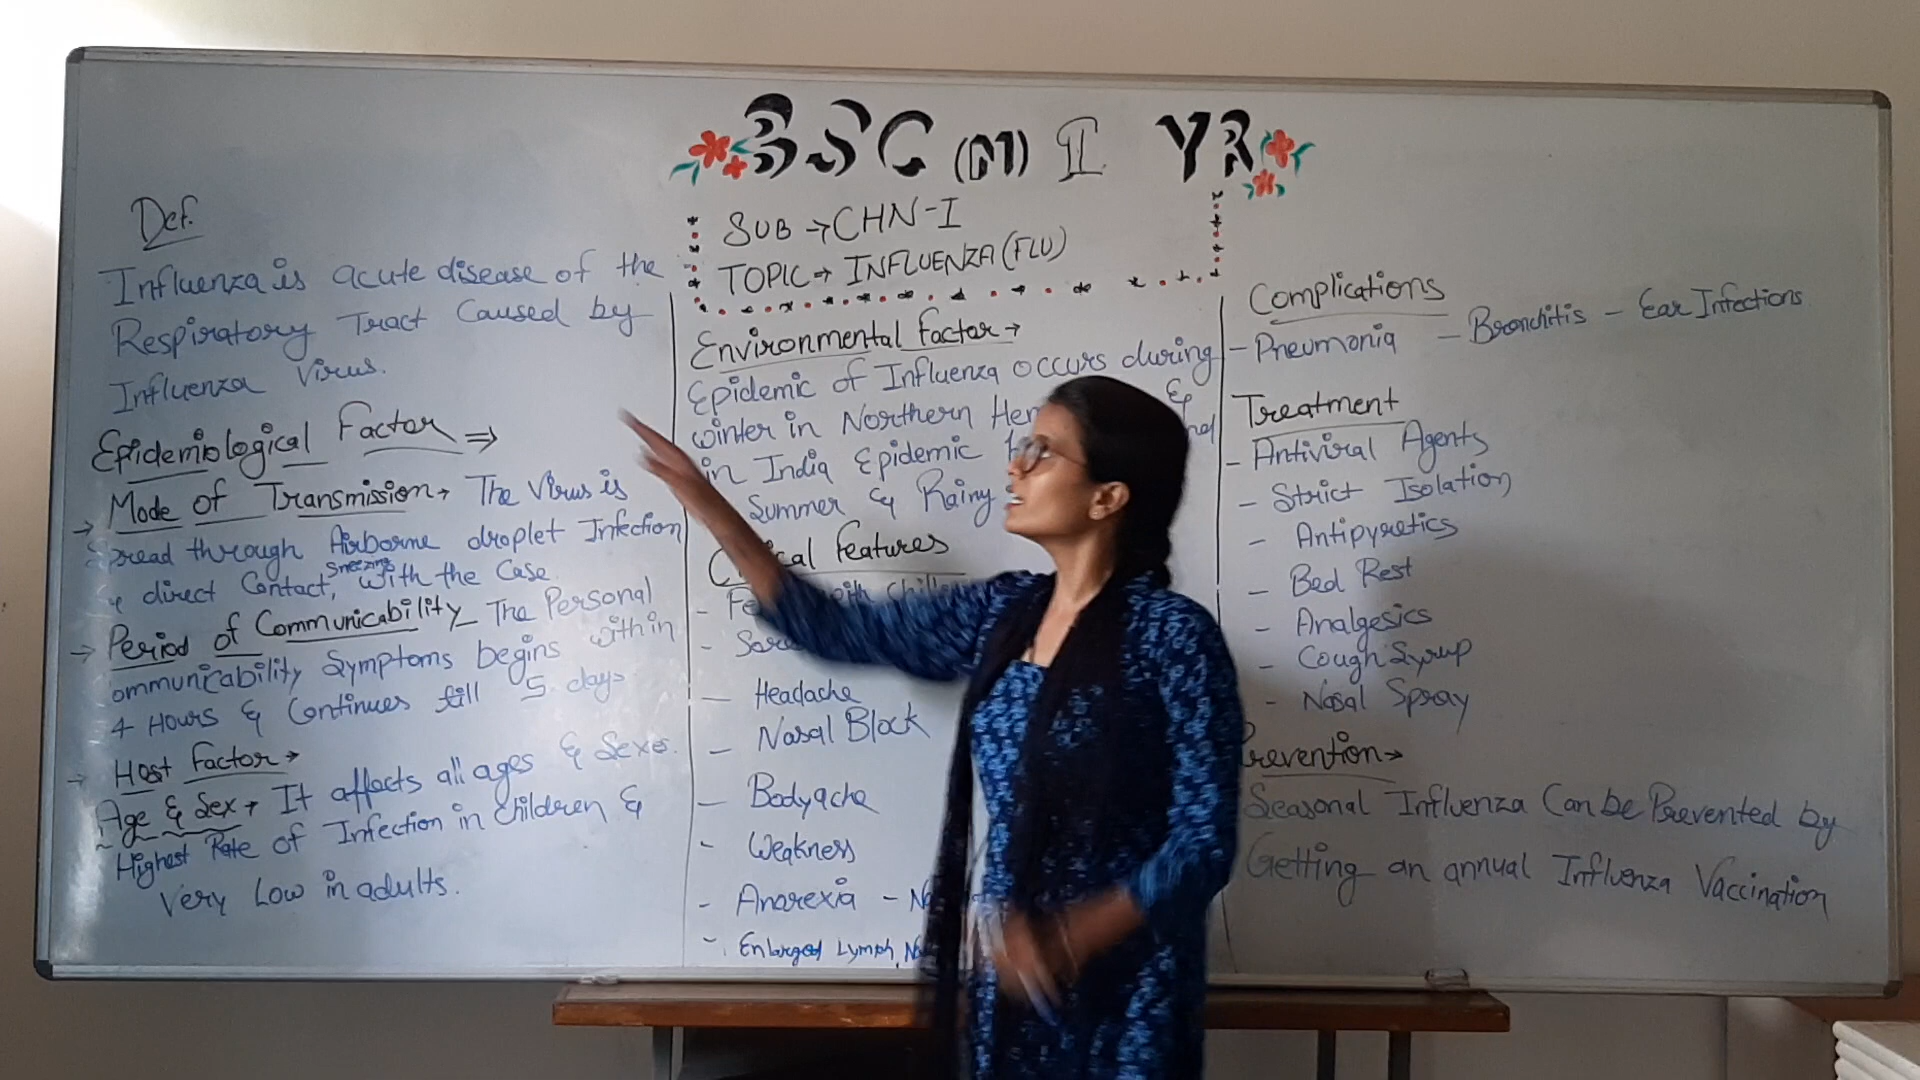 BSC (N) I YR
SUB → CHN-I
TOPIC → INFLUENZA (FLU)
Def.
Influenza is acute disease of the
Respiratory Tract Caused by
Influenza Virus.
Epidemiological Factor ⇒
→ Mode of Transmission → The Virus is
spread through Airborne droplet Infection
& direct Contact, Sneezing with the Case
→ Period of Communicability - The Personal
ommunicability Symptoms begins within
4 Hours & Continues till 5 days.
→ Host Factor →
Age & Sex → It affects all ages & Sexes.
Highest Rate of Infection in children &
Very Low in adults.
Environmental Factor →
Epidemic of Influenza occurs during
winter in Northern Hem &
in India Epidemic
Summer & Rainy
Features
- with
-
- Headache
- Nasal Block
- Bodyache
- Weakness
- Anorexia -
- Enlarged Lymph
Complications
- Pneumonia - Bronchitis - Ear Infections
Treatment
- Antiviral Agents
- Strict Isolation
- Antipyretics
- Bed Rest
- Analgesics
- Cough Syrup
- Nasal Spray
Prevention →
Seasonal Influenza Can be Prevented by
Getting an annual Influenza Vaccination